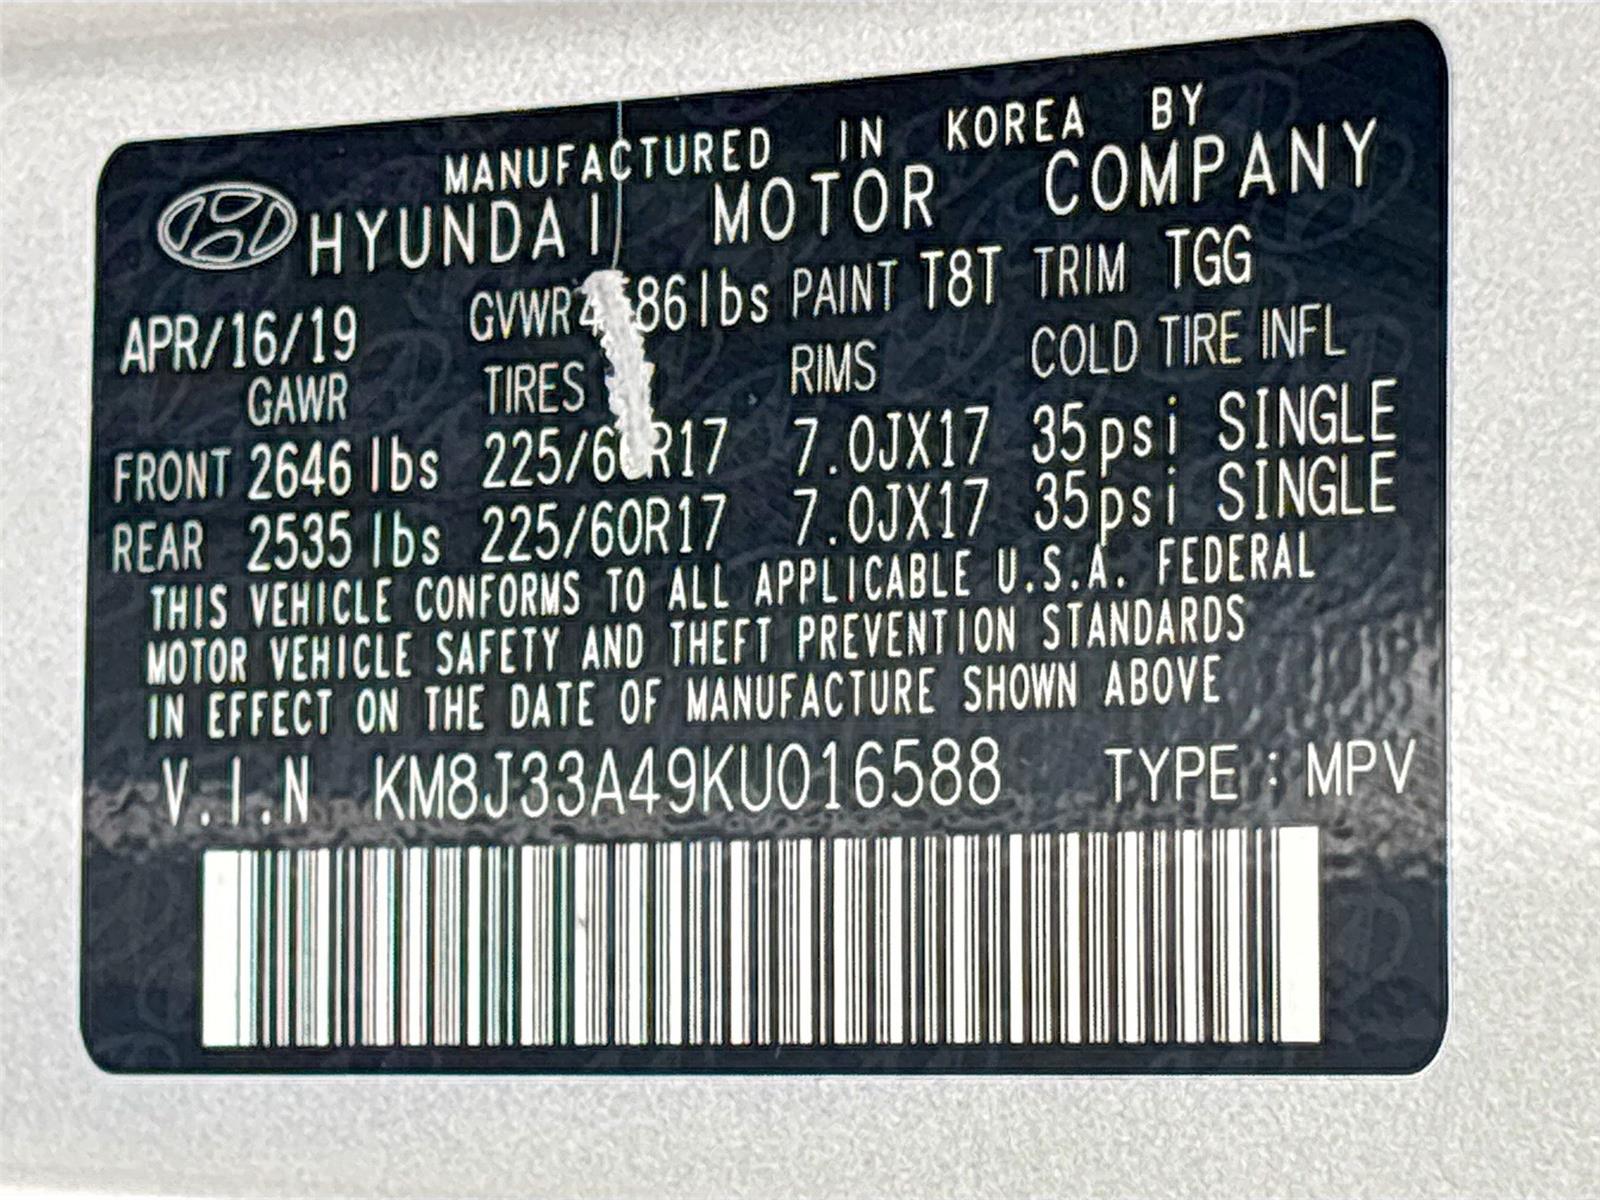 MANUFACTURED IN KOREA BY
HYUNDAI MOTOR COMPANY
APR/16/19 GVWR lbs PAINT T8T TRIM TGG
GAWR TIRES RIMS COLD TIRE INFL
FRONT 2646 lbs 225/60R17 7.0JX17 35psi SINGLE
REAR 2535 lbs 225/60R17 7.0JX17 35psi SINGLE
THIS VEHICLE CONFORMS TO ALL APPLICABLE U.S.A. FEDERAL
MOTOR VEHICLE SAFETY AND THEFT PREVENTION STANDARDS
IN EFFECT ON THE DATE OF MANUFACTURE SHOWN ABOVE
V.I.N KM8J33A49KU016588 TYPE : MPV